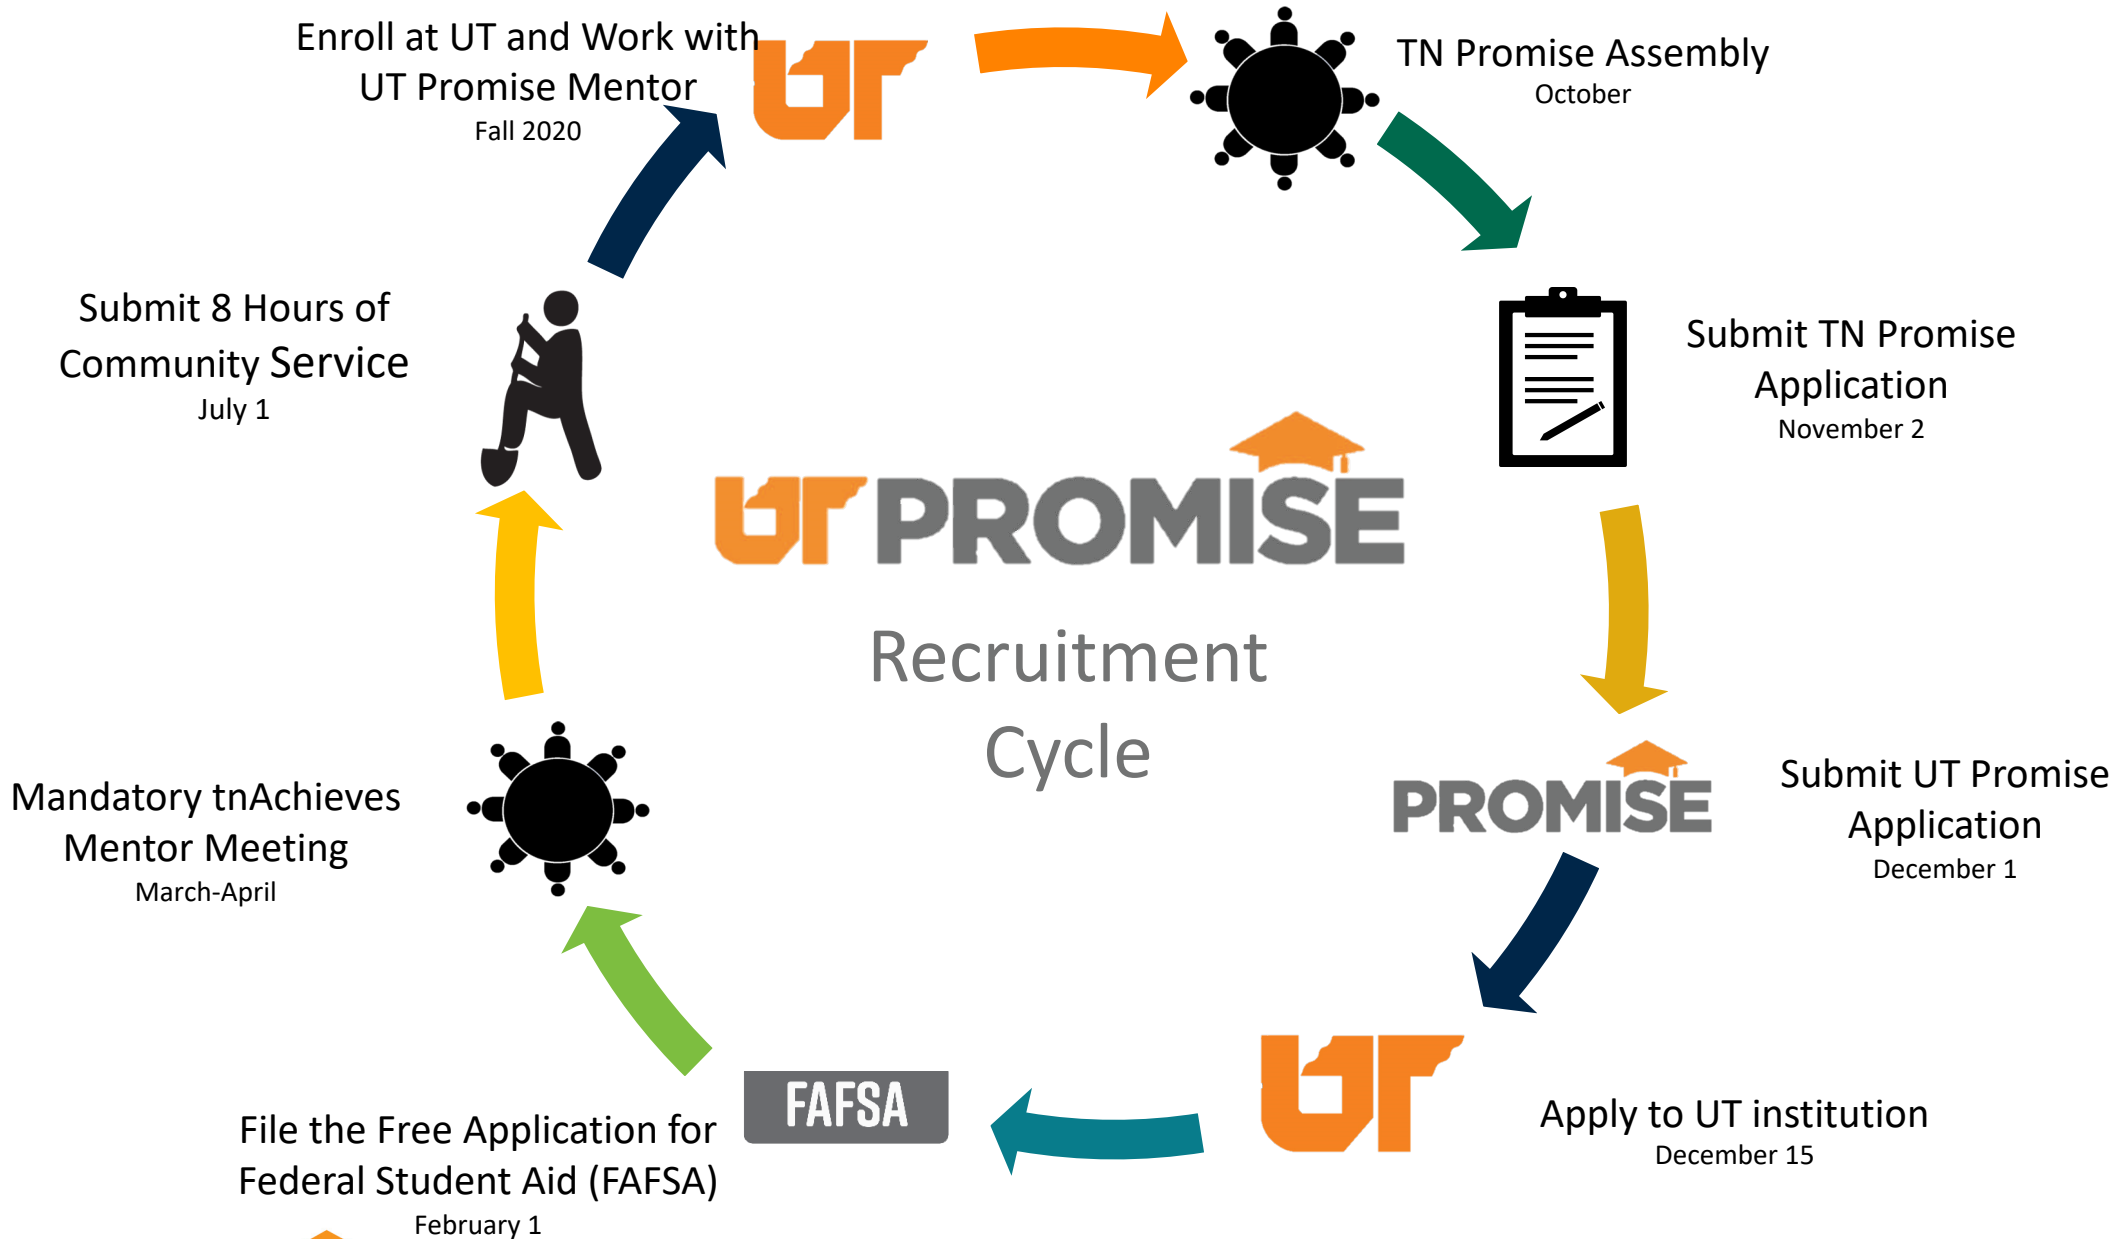 Enroll at UT and Work with
UT Promise Mentor
Fall 2020
UT
TN Promise Assembly
October
Submit TN Promise
Application
November 2
PROMISE
Submit UT Promise
Application
December 1
UT
Apply to UT institution
December 15
FAFSA
File the Free Application for
Federal Student Aid (FAFSA)
February 1
Mandatory tnAchieves
Mentor Meeting
March-April
Submit 8 Hours of
Community Service
July 1
UT PROMISE
Recruitment
Cycle